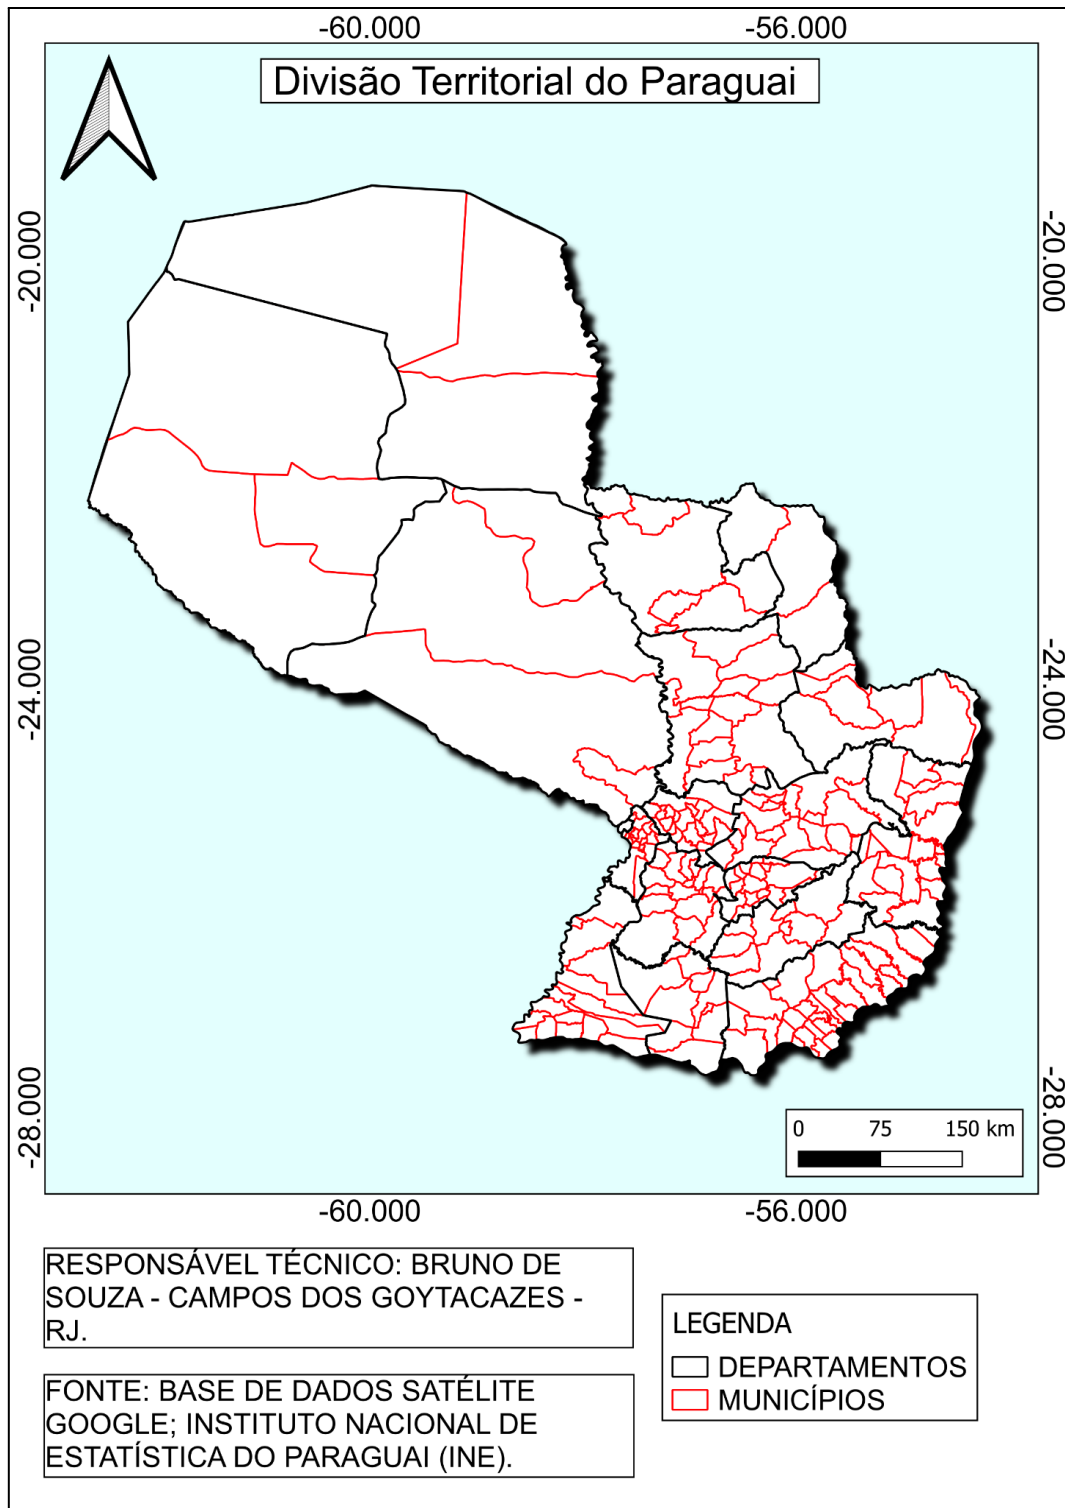 -60.000
-56.000
Divisão Territorial do Paraguai
-20.000
-20.000
-24.000
-24.000
-28.000
-28.000
0 75 150 km
-60.000
-56.000
RESPONSÁVEL TÉCNICO: BRUNO DE
SOUZA - CAMPOS DOS GOYTACAZES -
RJ.
FONTE: BASE DE DADOS SATÉLITE
GOOGLE; INSTITUTO NACIONAL DE
ESTATÍSTICA DO PARAGUAI (INE).
LEGENDA
DEPARTAMENTOS
MUNICÍPIOS